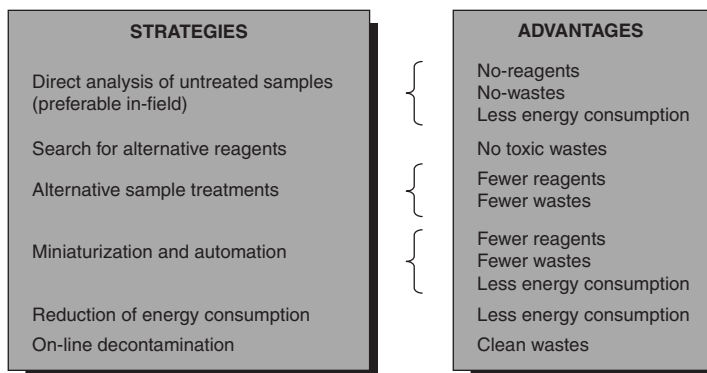 STRATEGIES
Direct analysis of untreated samples
(preferable in-field)
Search for alternative reagents
Alternative sample treatments
Miniaturization and automation
Reduction of energy consumption
On-line decontamination
ADVANTAGES
No-reagents
No-wastes
Less energy consumption
No toxic wastes
Fewer reagents
Fewer wastes
Fewer reagents
Fewer wastes
Less energy consumption
Less energy consumption
Clean wastes